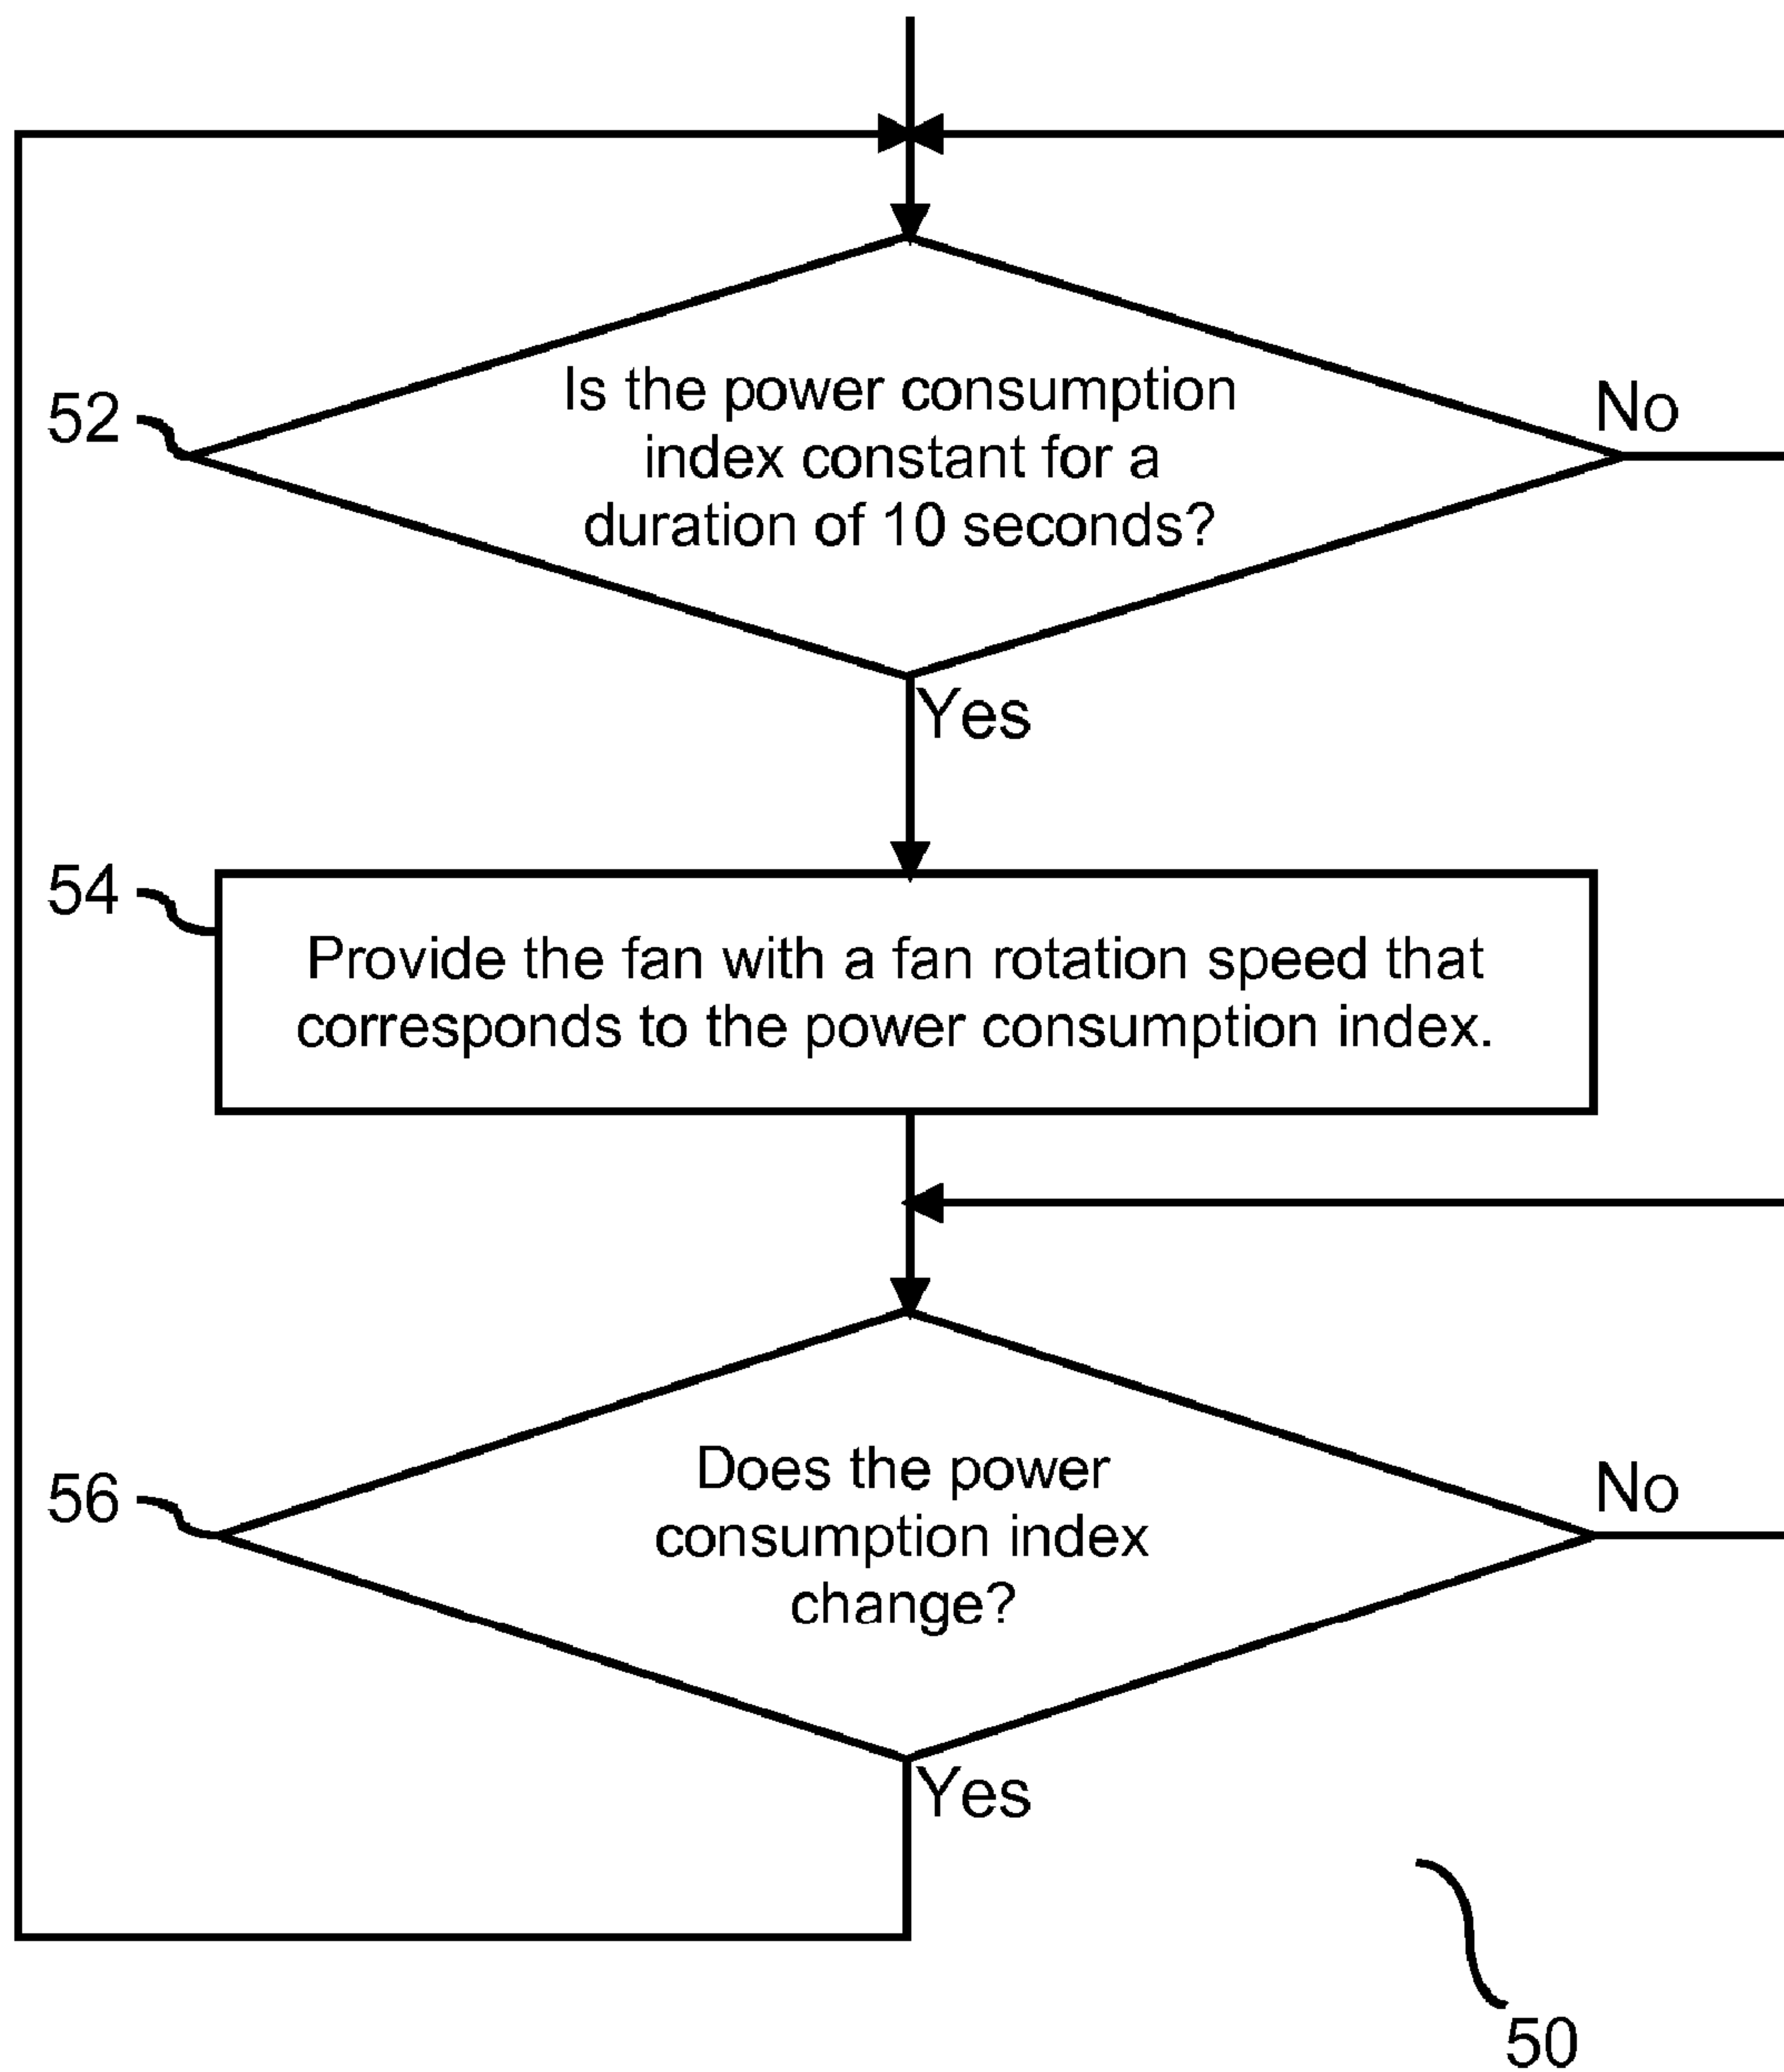 52
Is the power consumption
index constant for a
duration of 10 seconds?
No
Yes
54
Provide the fan with a fan rotation speed that
corresponds to the power consumption index.
56
Does the power
consumption index
change?
No
Yes
50